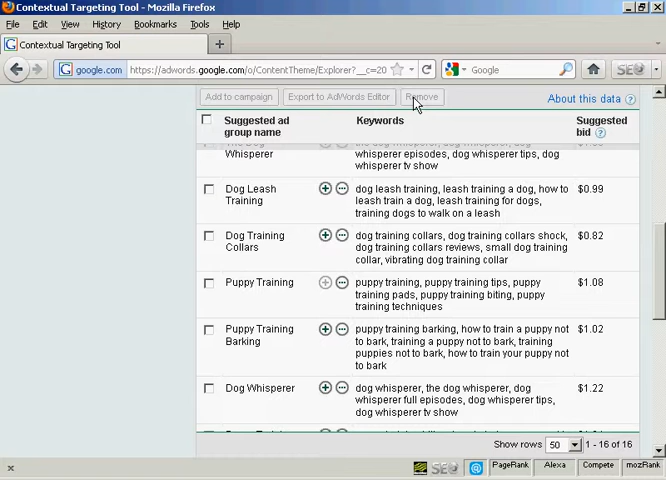 Contextual Targeting Tool - Mozilla Firefox
File Edit View History Bookmarks Tools Help
Contextual Targeting Tool
google.com https://adwords.google.com/o/ContentTheme/Explorer?__c=20 Google SEO
Add to campaign Export to AdWords Editor Remove About this data ?
Suggested ad group name Keywords Suggested bid ?
Whisperer whisperer episodes, dog whisperer tips, dog
whisperer tv show
Dog Leash dog leash training, leash training a dog, how to $0.99
Training leash train a dog, leash training for dogs,
training dogs to walk on a leash
Dog Training dog training collars, dog training collars shock, $0.82
Collars dog training collars reviews, small dog training
collar, vibrating dog training collar
Puppy Training puppy training, puppy training tips, puppy $1.08
training pads, puppy training biting, puppy
training techniques
Puppy Training puppy training barking, how to train a puppy not $1.02
Barking to bark, training a puppy not to bark, training
puppies not to bark, how to train your puppy not
to bark
Dog Whisperer dog whisperer, the dog whisperer, dog $1.22
whisperer full episodes, dog whisperer tips,
dog whisperer tv show
Show rows 50 1 - 16 of 16
SEO PageRank Alexa Compete mozRank